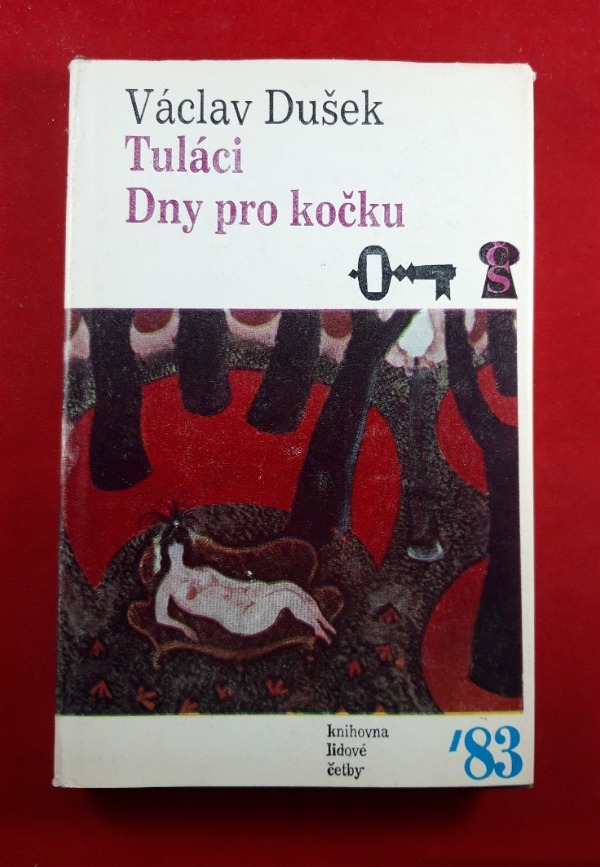 Václav Dušek
Tuláci
Dny pro kočku
Č
S
knihovna
lidové
četby
'83